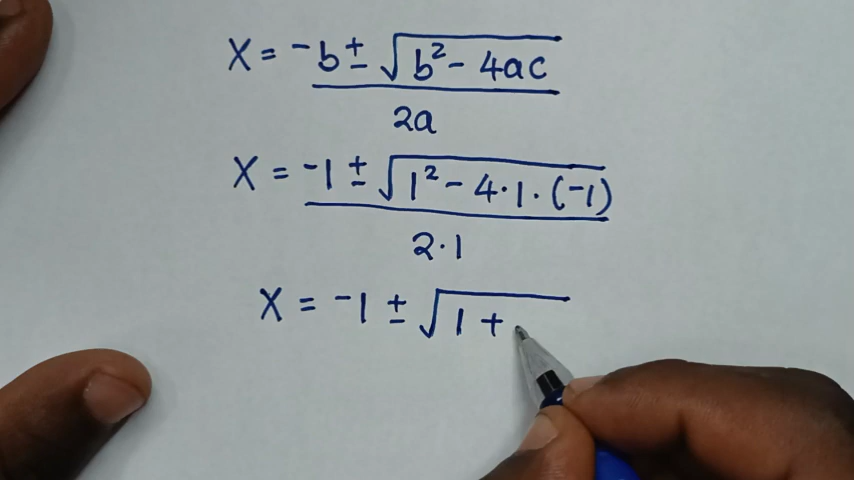 X = -b ± √b² - 4ac
2a
X = -1 ± √1² - 4·1·(-1)
2·1
X = -1 ± √1 +